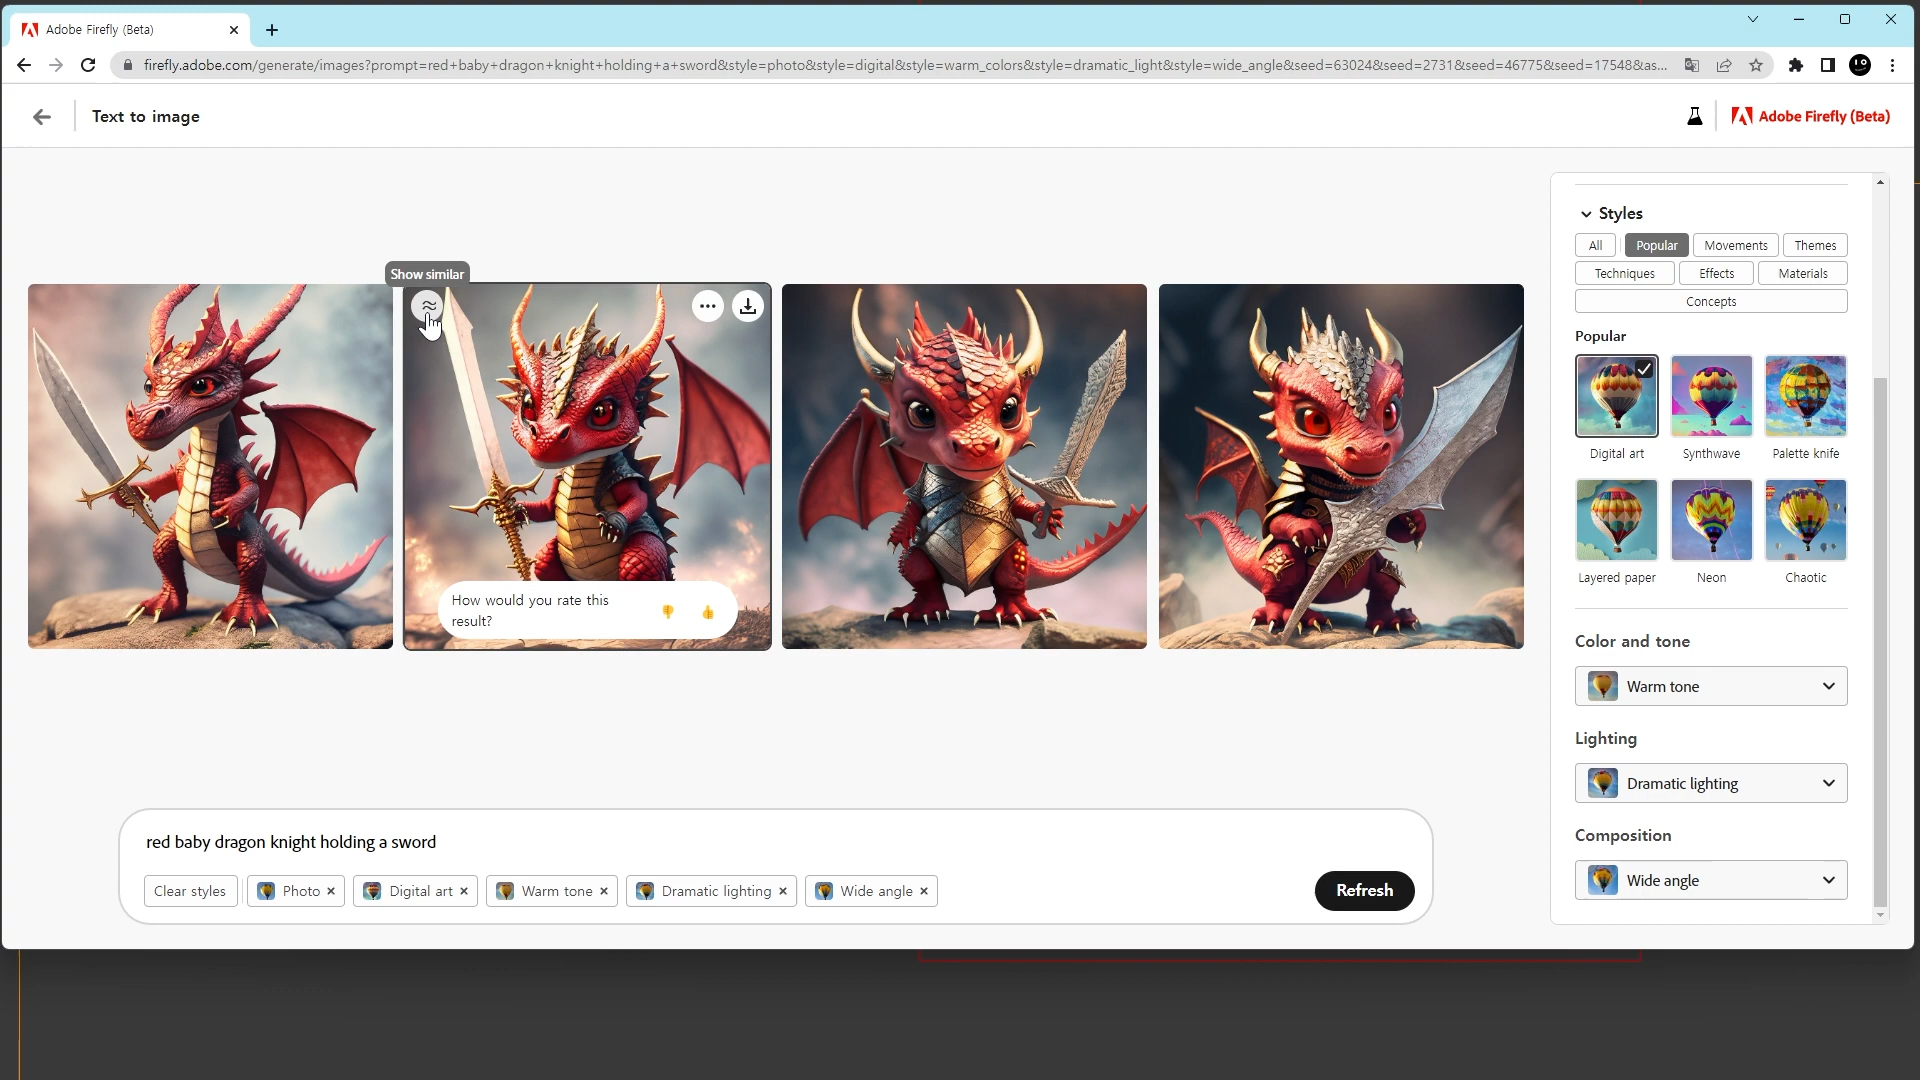 Adobe Firefly (Beta)
firefly.adobe.com/generate/images?prompt=red+baby+dragon+knight+holding+a+sword&style=photo&style=digital&style=warm_colors&style=dramatic_light&style=wide_angle&seed=63024&seed=2731&seed=46775&seed=17548&as...
Text to image
Adobe Firefly (Beta)
Show similar
How would you rate this
result?
Styles
All
Popular
Movements
Themes
Techniques
Effects
Materials
Concepts
Popular
Digital art
Synthwave
Palette knife
Layered paper
Neon
Chaotic
Color and tone
Warm tone
Lighting
Dramatic lighting
Composition
Wide angle
red baby dragon knight holding a sword
Clear styles
Photo
Digital art
Warm tone
Dramatic lighting
Wide angle
Refresh